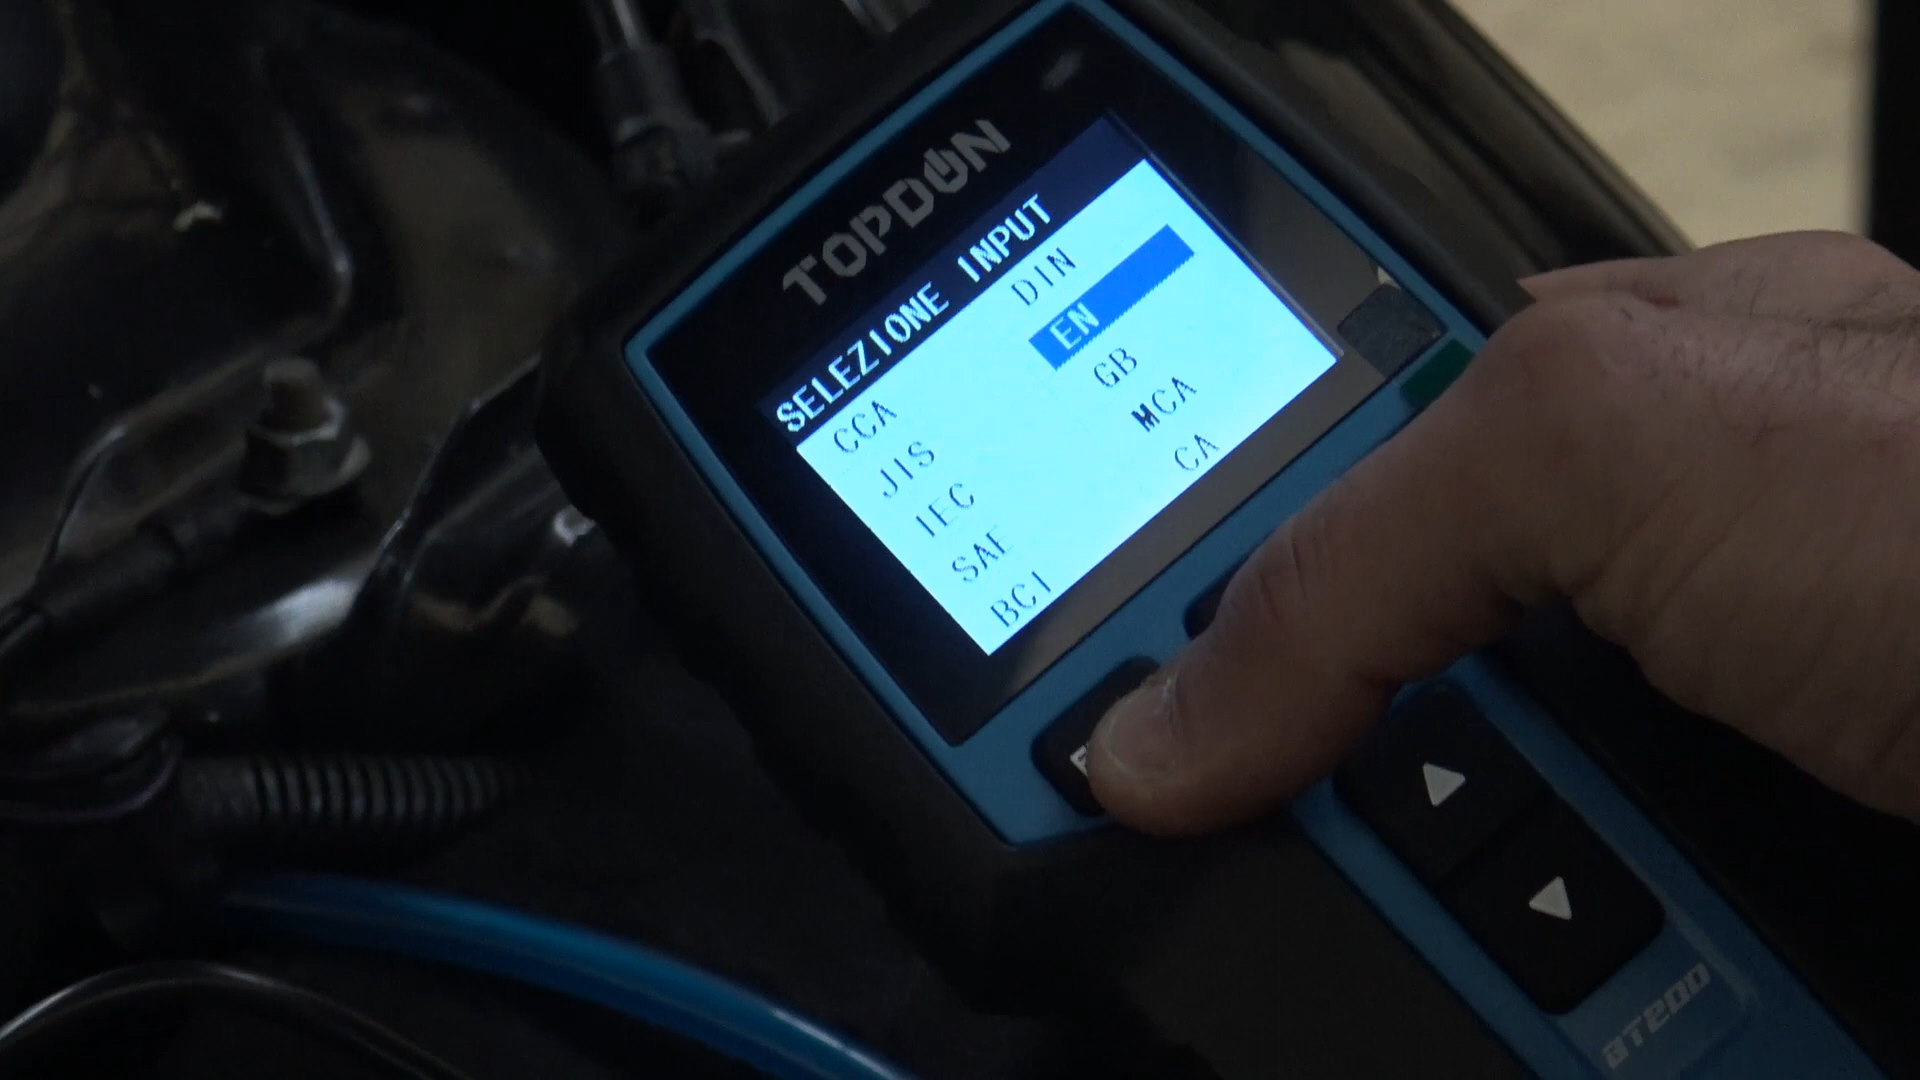 TOPDON
SELEZIONE INPUT
CCA DIN
JIS EN
IEC GB
SAE MCA
BCI CA
BT200